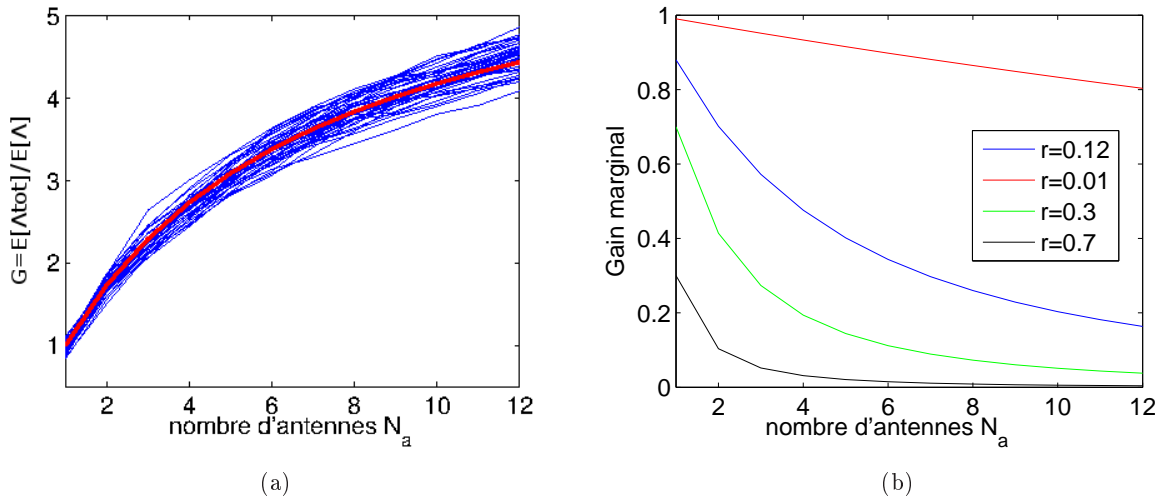 5
4
3
2
1
G=E[Λtot]/E[Λ]
2 4 6 8 10 12
nombre d'antennes N_a
(a)
1
0.8
0.6
0.4
0.2
0
Gain marginal
r=0.12
r=0.01
r=0.3
r=0.7
2 4 6 8 10 12
nombre d'antennes N_a
(b)